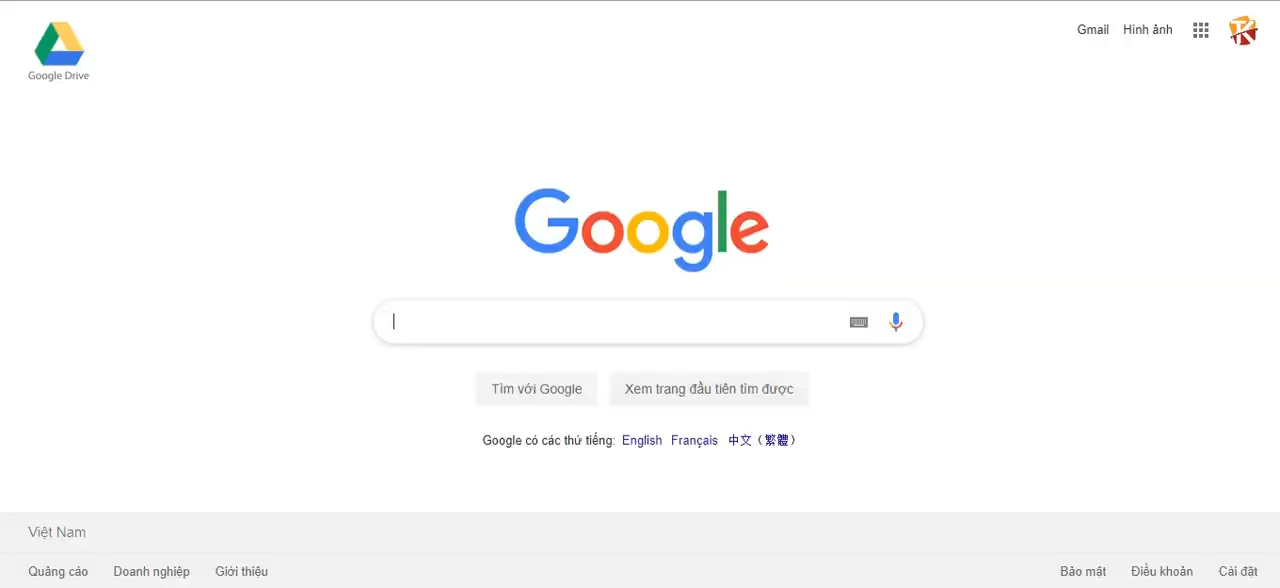 Google Drive
Gmail Hình ảnh
TK
Google
Tìm với Google Xem trang đầu tiên tìm được
Google có các thứ tiếng: English Français 中文（繁體）
Việt Nam
Quảng cáo Doanh nghiệp Giới thiệu
Bảo mật Điều khoản Cài đặt